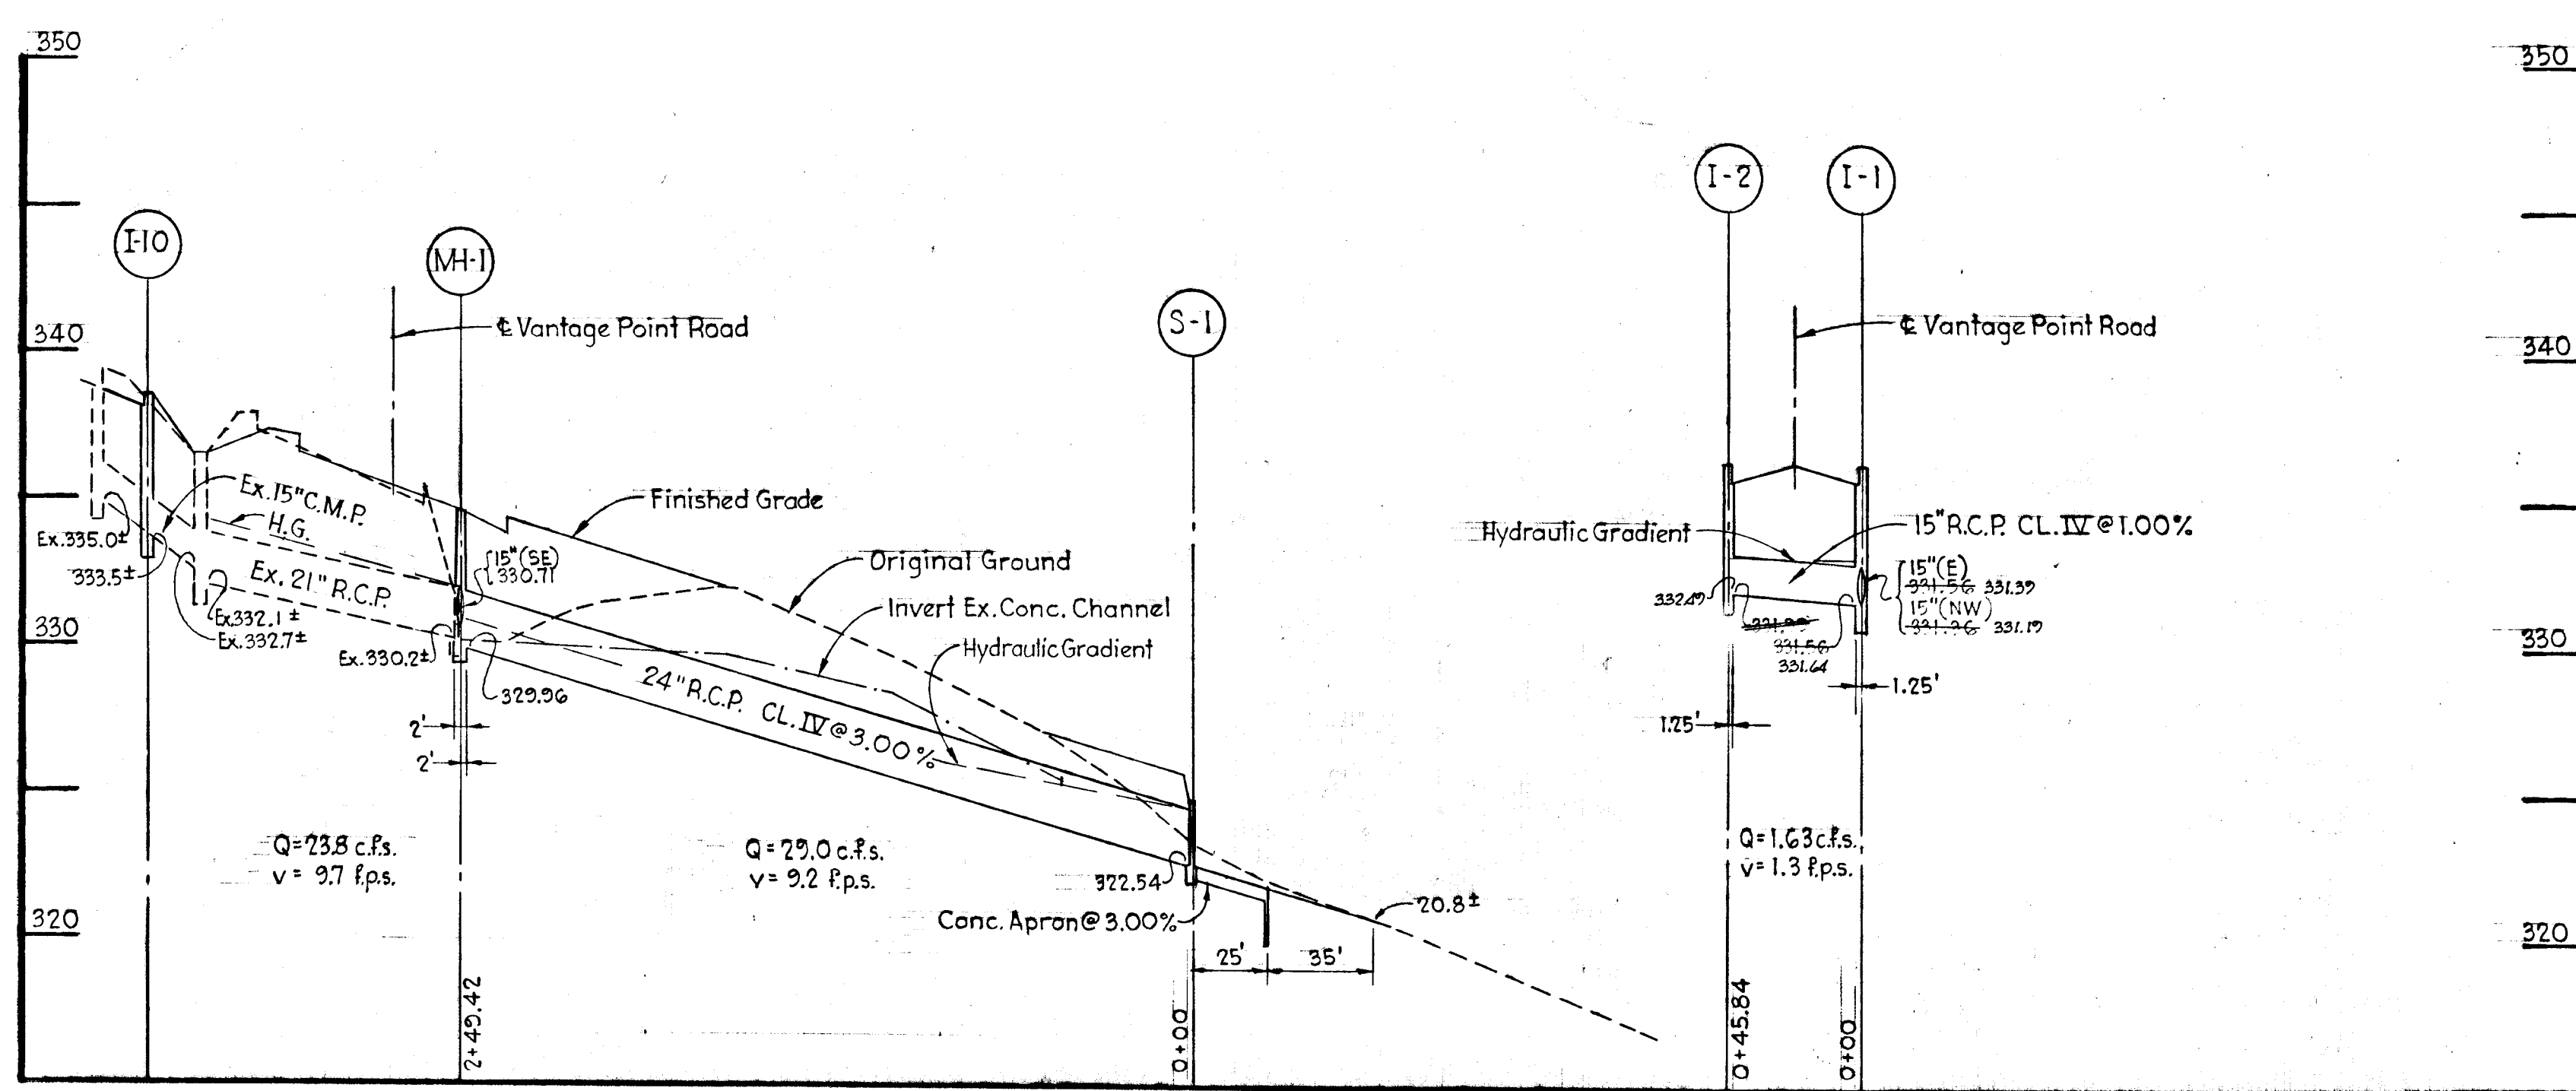 350
340
330
320
I-10
MH-1
S-1
I-2
I-1
350
340
330
320
℄ Vantage Point Road
℄ Vantage Point Road
Ex. 15" C.M.P.
H.G.
Ex. 21" R.C.P.
Ex. 335.0±
333.5±
Ex. 332.1±
Ex. 332.7±
Ex. 330.2±
15" (SE)
330.71
329.96
Finished Grade
Original Ground
Invert Ex. Conc. Channel
Hydraulic Gradient
24" R.C.P. CL. IV @ 3.00%
2'
2'
Q = 23.8 c.f.s.
v = 9.7 f.p.s.
Q = 29.0 c.f.s.
v = 9.2 f.p.s.
322.54
Conc. Apron @ 3.00%
25'
35'
20.8±
2+49.42
0+00
Hydraulic Gradient
15" R.C.P. CL. IV @ 1.00%
15" (E)
331.56 331.39
15" (NW)
331.36 331.19
332.49
331.56
331.64
1.25'
1.25'
Q = 1.63 c.f.s.
v = 1.3 f.p.s.
0+45.84
0+00